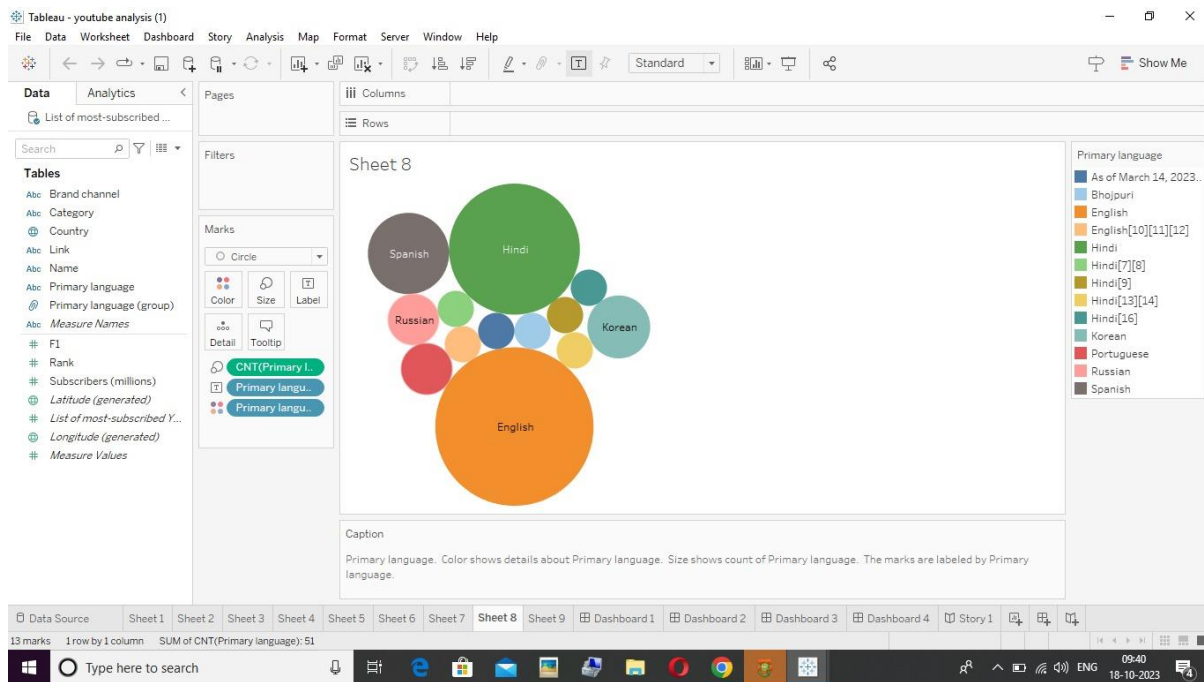 Tableau - youtube analysis (1)
File Data Worksheet Dashboard Story Analysis Map Format Server Window Help
Standard
Show Me
Data Analytics
List of most-subscribed ...
Search
Tables
Abc Brand channel
Abc Category
Country
Abc Link
Abc Name
Abc Primary language
Primary language (group)
Abc Measure Names
# F1
# Rank
# Subscribers (millions)
Latitude (generated)
# List of most-subscribed Y...
Longitude (generated)
# Measure Values
Pages
Filters
Marks
Circle
Color Size Label
Detail Tooltip
CNT(Primary l..
Primary langu..
Primary langu..
Columns
Rows
Sheet 8
Spanish
Hindi
Russian
Korean
English
Caption
Primary language. Color shows details about Primary language. Size shows count of Primary language. The marks are labeled by Primary
language.
Primary language
As of March 14, 2023..
Bhojpuri
English
English[10][11][12]
Hindi
Hindi[7][8]
Hindi[9]
Hindi[13][14]
Hindi[16]
Korean
Portuguese
Russian
Spanish
Data Source Sheet 1 Sheet 2 Sheet 3 Sheet 4 Sheet 5 Sheet 6 Sheet 7 Sheet 8 Sheet 9 Dashboard 1 Dashboard 2 Dashboard 3 Dashboard 4 Story 1
13 marks 1 row by 1 column SUM of CNT(Primary language): 51
Type here to search
ENG
09:40
18-10-2023
4